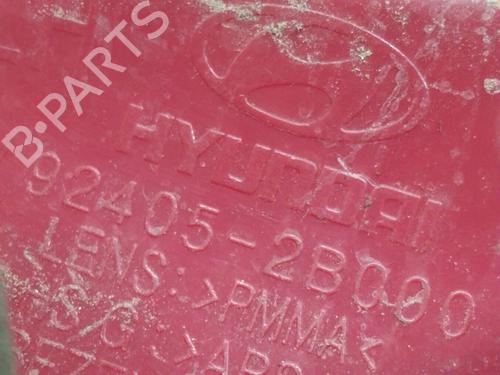 B-PARTS
HYUNDAI
92405-2B000
LENS:>PMMA<